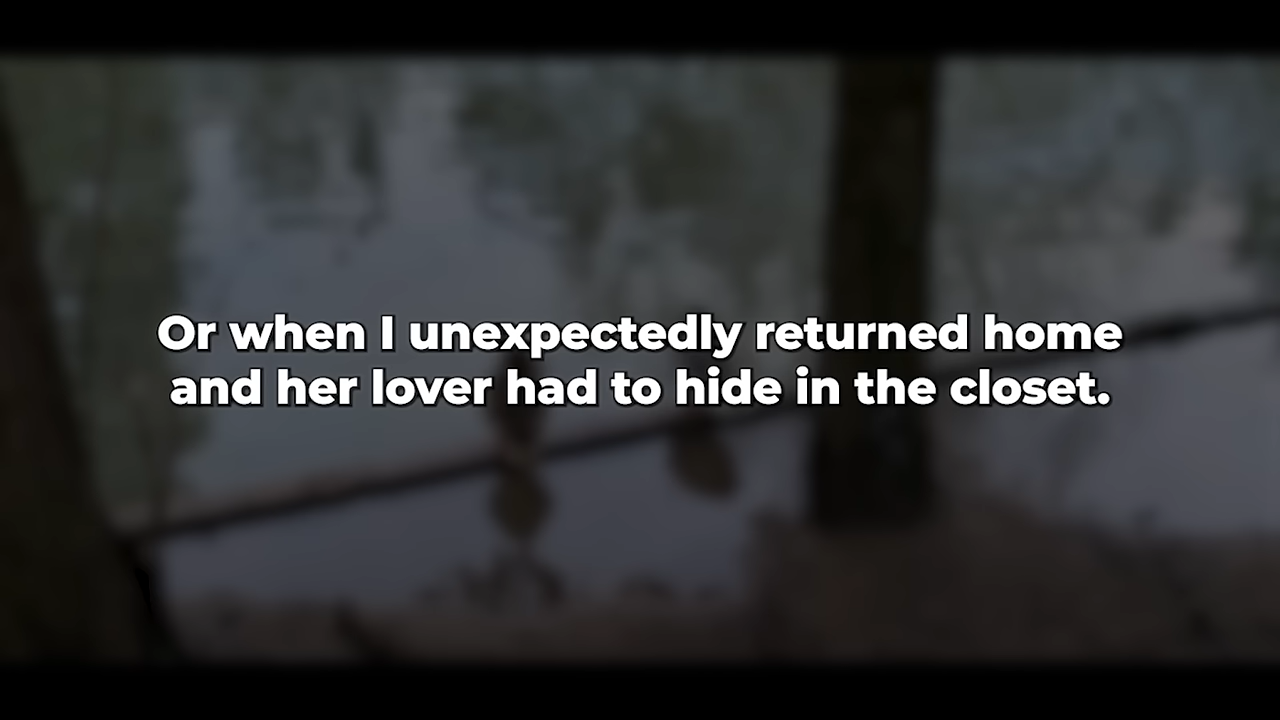 Or when I unexpectedly returned home
and her lover had to hide in the closet.